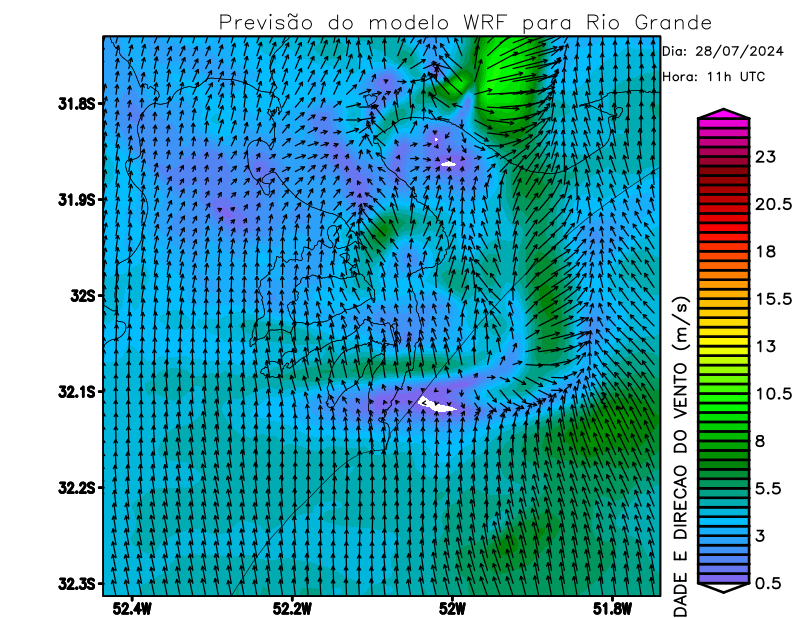 Previsão do modelo WRF para Rio Grande
Dia: 28/07/2024
Hora: 11h UTC
31.8S
31.9S
32S
32.1S
32.2S
32.3S
52.4W
52.2W
52W
51.8W
DADE E DIRECAO DO VENTO (m/s)
23
20.5
18
15.5
13
10.5
8
5.5
3
0.5